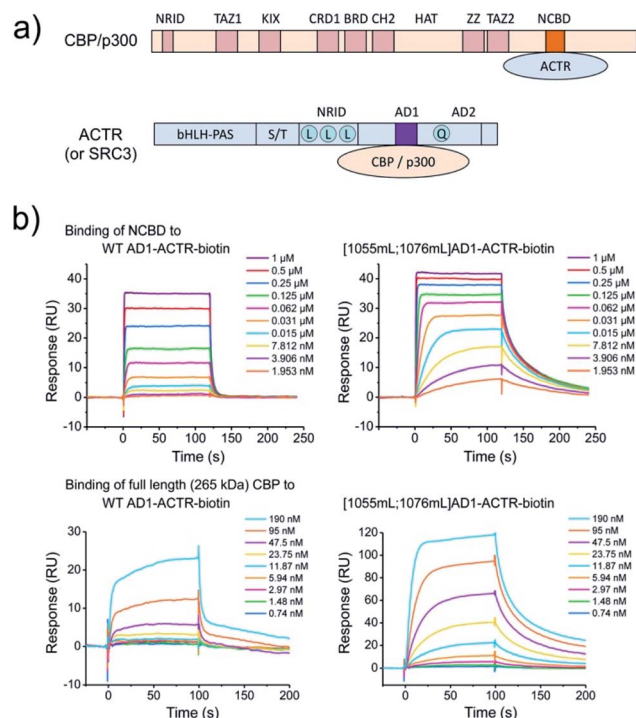 a)
NRID TAZ1 KIX CRD1 BRD CH2 HAT ZZ TAZ2 NCBD
CBP/p300
ACTR
NRID AD1 AD2
ACTR
(or SRC3)
bHLH-PAS S/T L L L Q
CBP / p300
b)
Binding of NCBD to
WT AD1-ACTR-biotin
1 µM
0.5 µM
0.25 µM
0.125 µM
0.062 µM
0.031 µM
0.015 µM
7.812 nM
3.906 nM
1.953 nM
Response (RU)
40
30
20
10
0
-10
0 50 100 150 200 250
Time (s)
[1055mL;1076mL]AD1-ACTR-biotin
1 µM
0.5 µM
0.25 µM
0.125 µM
0.062 µM
0.031 µM
0.015 µM
7.812 nM
3.906 nM
1.953 nM
Response (RU)
40
30
20
10
0
-10
0 50 100 150 200 250
Time (s)
Binding of full length (265 kDa) CBP to
WT AD1-ACTR-biotin
190 nM
95 nM
47.5 nM
23.75 nM
11.87 nM
5.94 nM
2.97 nM
1.48 nM
0.74 nM
Response (RU)
30
20
10
0
-10
0 100 200
Time (s)
[1055mL;1076mL]AD1-ACTR-biotin
190 nM
95 nM
47.5 nM
23.75 nM
11.87 nM
5.94 nM
2.97 nM
1.48 nM
0.74 nM
Response (RU)
120
100
80
60
40
20
0
0 50 100 150 200
Time (s)